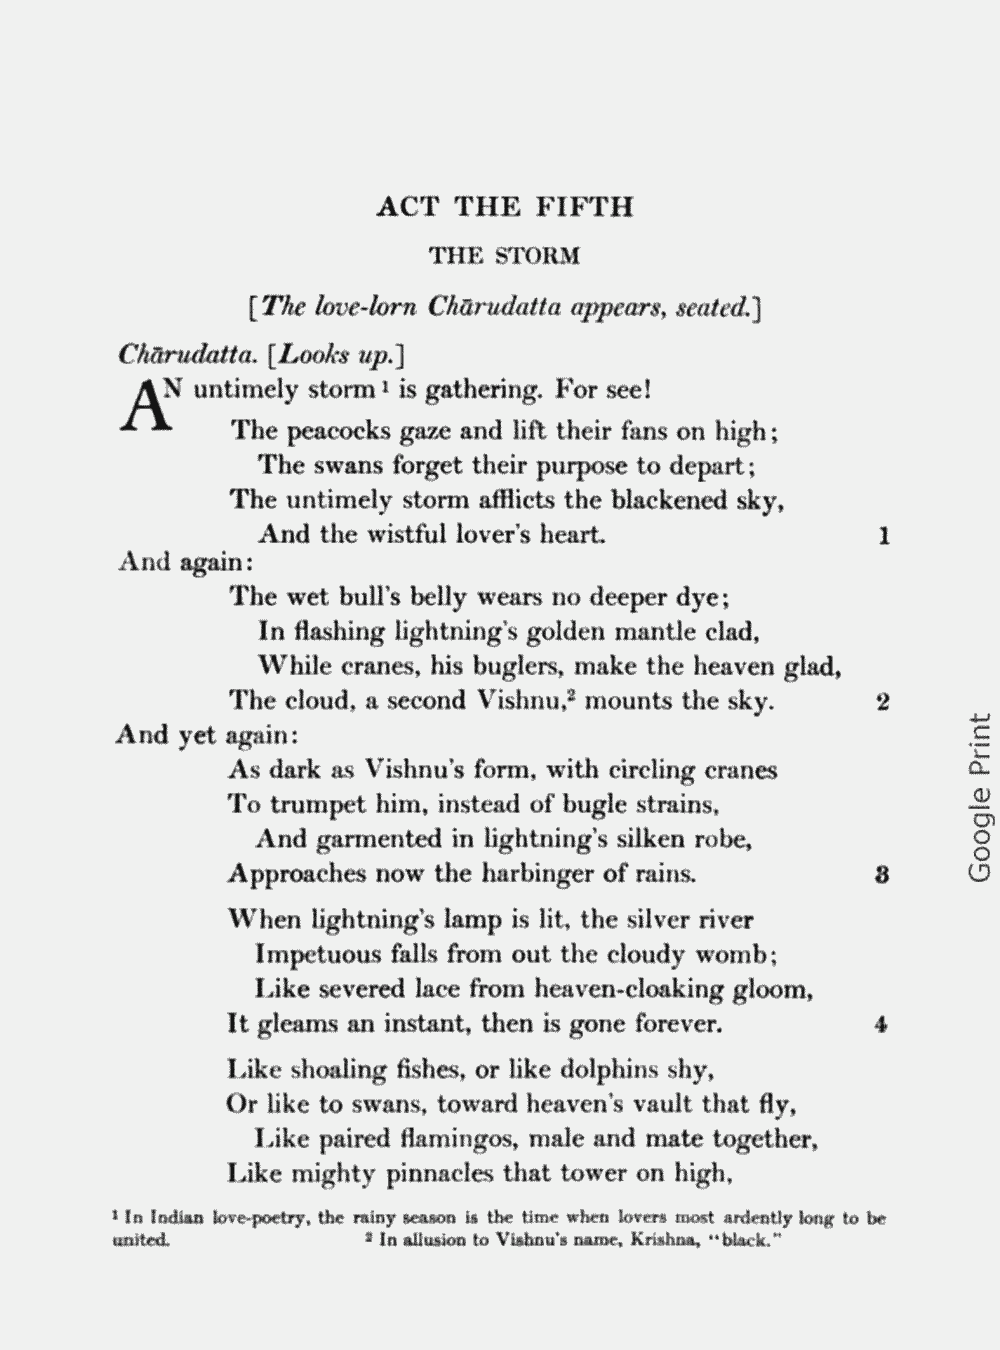 ACT THE FIFTH
THE STORM
[The love-lorn Chārudatta appears, seated.]
Chārudatta. [Looks up.]
AN untimely storm¹ is gathering. For see!
The peacocks gaze and lift their fans on high;
The swans forget their purpose to depart;
The untimely storm afflicts the blackened sky,
And the wistful lover's heart. 1
And again:
The wet bull's belly wears no deeper dye;
In flashing lightning's golden mantle clad,
While cranes, his buglers, make the heaven glad,
The cloud, a second Vishnu,² mounts the sky. 2
And yet again:
As dark as Vishnu's form, with circling cranes
To trumpet him, instead of bugle strains,
And garmented in lightning's silken robe,
Approaches now the harbinger of rains. 3
When lightning's lamp is lit, the silver river
Impetuous falls from out the cloudy womb;
Like severed lace from heaven-cloaking gloom,
It gleams an instant, then is gone forever. 4
Like shoaling fishes, or like dolphins shy,
Or like to swans, toward heaven's vault that fly,
Like paired flamingos, male and mate together,
Like mighty pinnacles that tower on high,
¹ In Indian love-poetry, the rainy season is the time when lovers most ardently long to be
united. ² In allusion to Vishnu's name, Krishna, "black."
Google Print